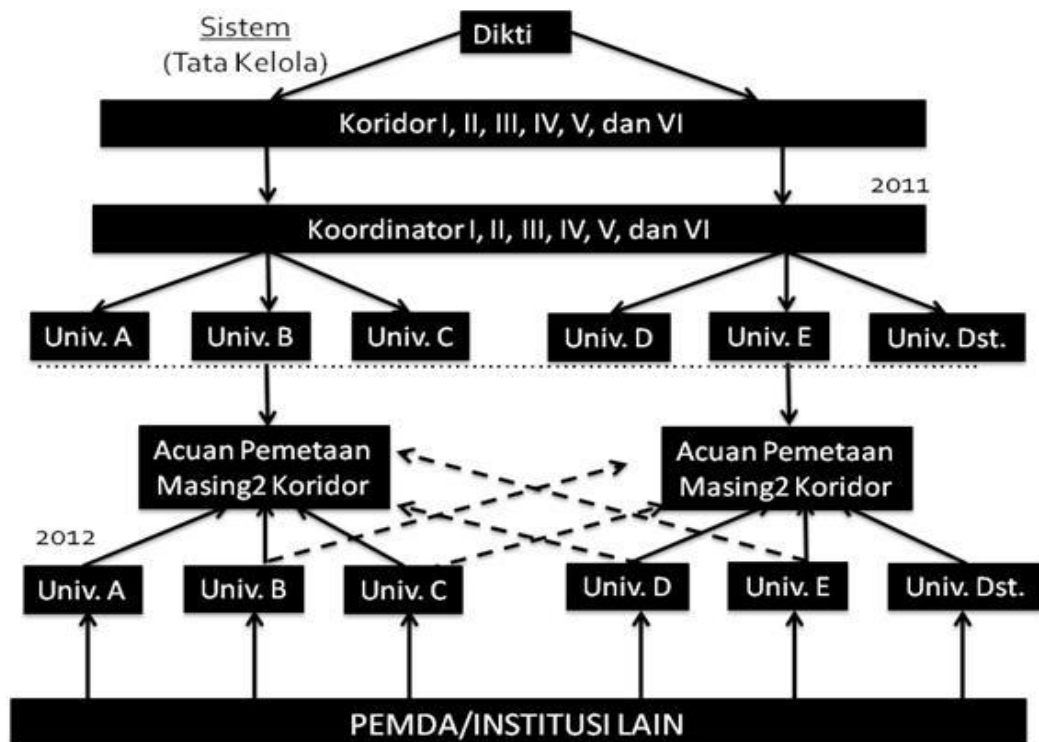 Sistem
(Tata Kelola)
Dikti
Koridor I, II, III, IV, V, dan VI
2011
Koordinator I, II, III, IV, V, dan VI
Univ. A
Univ. B
Univ. C
Univ. D
Univ. E
Univ. Dst.
Acuan Pemetaan
Masing2 Koridor
Acuan Pemetaan
Masing2 Koridor
2012
Univ. A
Univ. B
Univ. C
Univ. D
Univ. E
Univ. Dst.
PEMDA/INSTITUSI LAIN